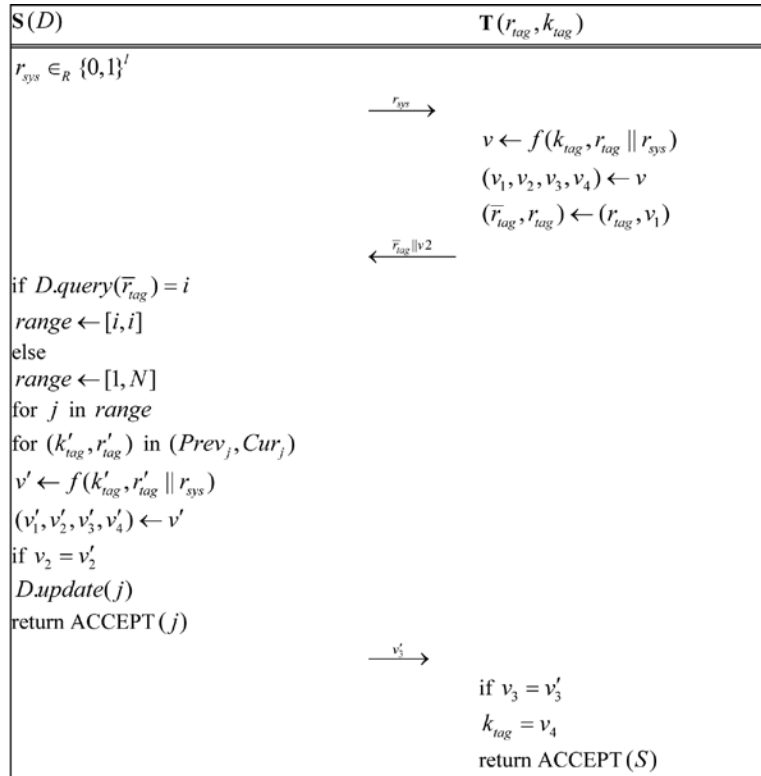 S(D) T(r_tag, k_tag)
r_sys ∈_R {0,1}^l
r_sys
v ← f(k_tag, r_tag || r_sys)
(v_1, v_2, v_3, v_4) ← v
(r̅_tag, r_tag) ← (r_tag, v_1)
r̅_tag||v2
if D.query(r̅_tag) = i
range ← [i,i]
else
range ← [1, N]
for j in range
for (k'_tag, r'_tag) in (Prev_j, Cur_j)
v' ← f(k'_tag, r'_tag || r_sys)
(v'_1, v'_2, v'_3, v'_4) ← v'
if v_2 = v'_2
D.update(j)
return ACCEPT(j)
v'_3
if v_3 = v'_3
k_tag = v_4
return ACCEPT(S)